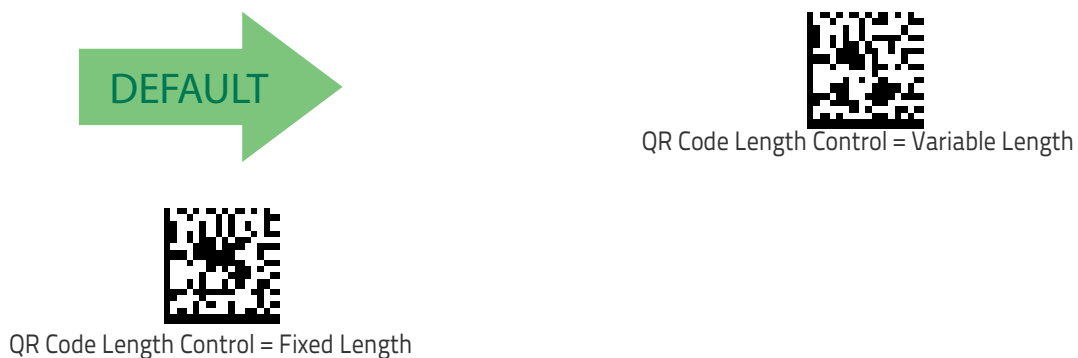 DEFAULT
QR Code Length Control = Variable Length
QR Code Length Control = Fixed Length